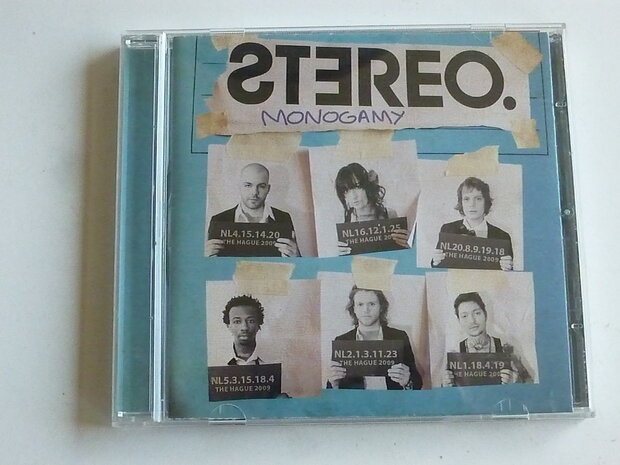 STEREO.
MONOGAMY
NL4.15.14.20
THE HAGUE 2009
NL16.12.1.25
THE HAGUE 2009
NL20.8.9.19.18
THE HAGUE 2009
NL5.3.15.18.4
THE HAGUE 2009
NL2.1.3.11.23
THE HAGUE 2009
NL1.18.4.19
THE HAGUE 2009